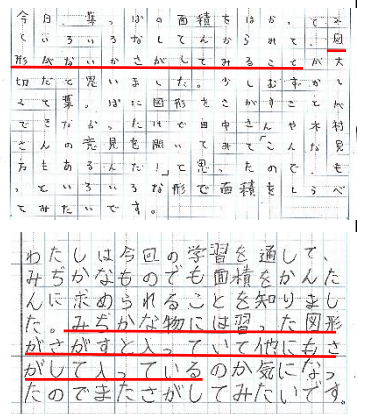 今日、葉っぱの面積をはかってみ
ていろいろなしてんからみて、図
形がないかさがしてみることが大
切だと思いました。少しむずかし
くて葉っぱに図形をさがすことが
できなかったけで田中さんや木村
さんの意見を聞いてみて「こんな見
方もあるんだ!」と思ったので、も
っといろいろな形で面積をしらべ
てみたいです。
わたしは今回の学習を通して、
みぢかなものでも面積をかんた
んに求められることを知りまし
た。みぢかな物には習った図形
がさがすと入っていて他にもさ
がして入っているのか気になっ
たのでまたさがしてみたいです。